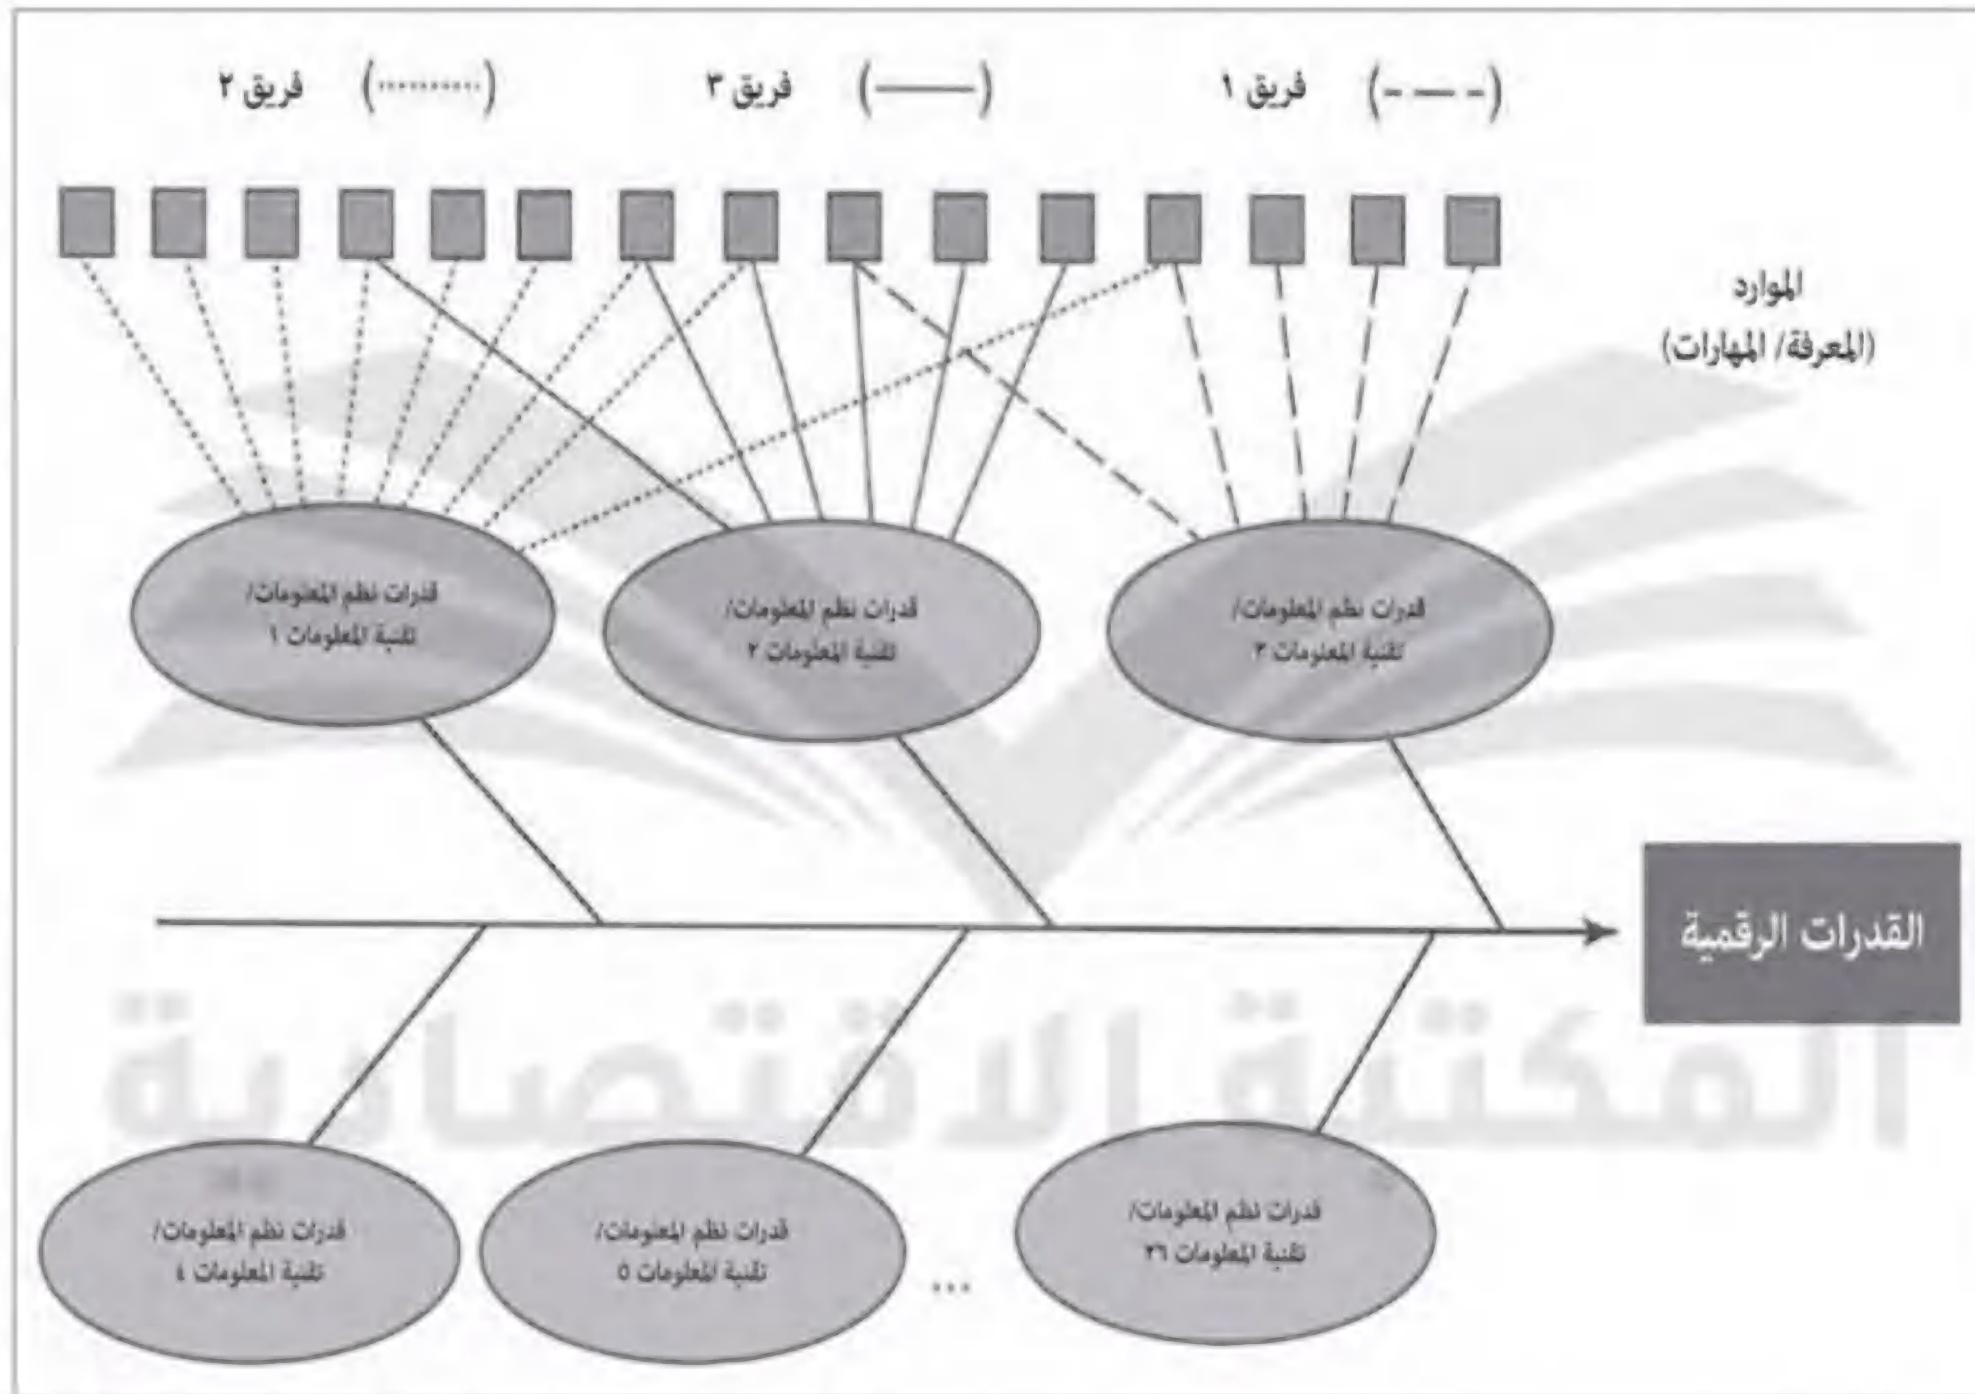 فريق ١ (- — -)
فريق ٣ (———)
فريق ٢ (..........)
الموارد
(المعرفة/ المهارات)
قدرات نظم المعلومات/
تقنية المعلومات ٣
قدرات نظم المعلومات/
تقنية المعلومات ٢
قدرات نظم المعلومات/
تقنية المعلومات ١
القدرات الرقمية
قدرات نظم المعلومات/
تقنية المعلومات ٢٦
...
قدرات نظم المعلومات/
تقنية المعلومات ٥
قدرات نظم المعلومات/
تقنية المعلومات ٤
المكتبة الاقتصادية